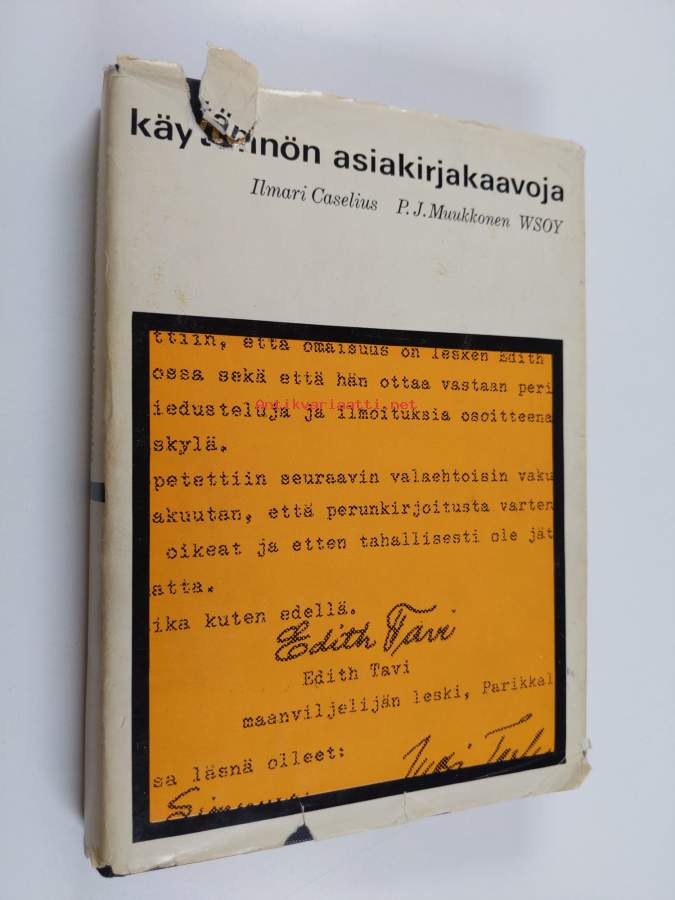 käytännön asiakirjakaavoja
Ilmari Caselius P.J. Muukkonen WSOY
ttiin, että omaisuus on lesken Edith
ossa sekä että hän ottaa vastaan peri
Antikvariaatti.net
iedusteluja ja ilmoituksia osoitteena
skylä.
petettiin seuraavin valaehtoisin vaku
akuutan, että perunkirjoitusta varten
oikeat ja etten tahallisesti ole jät
atta.
ika kuten edellä.
Edith Tavi
Edith Tavi
maanviljelijän leski, Parikkal
sa läsnä olleet: